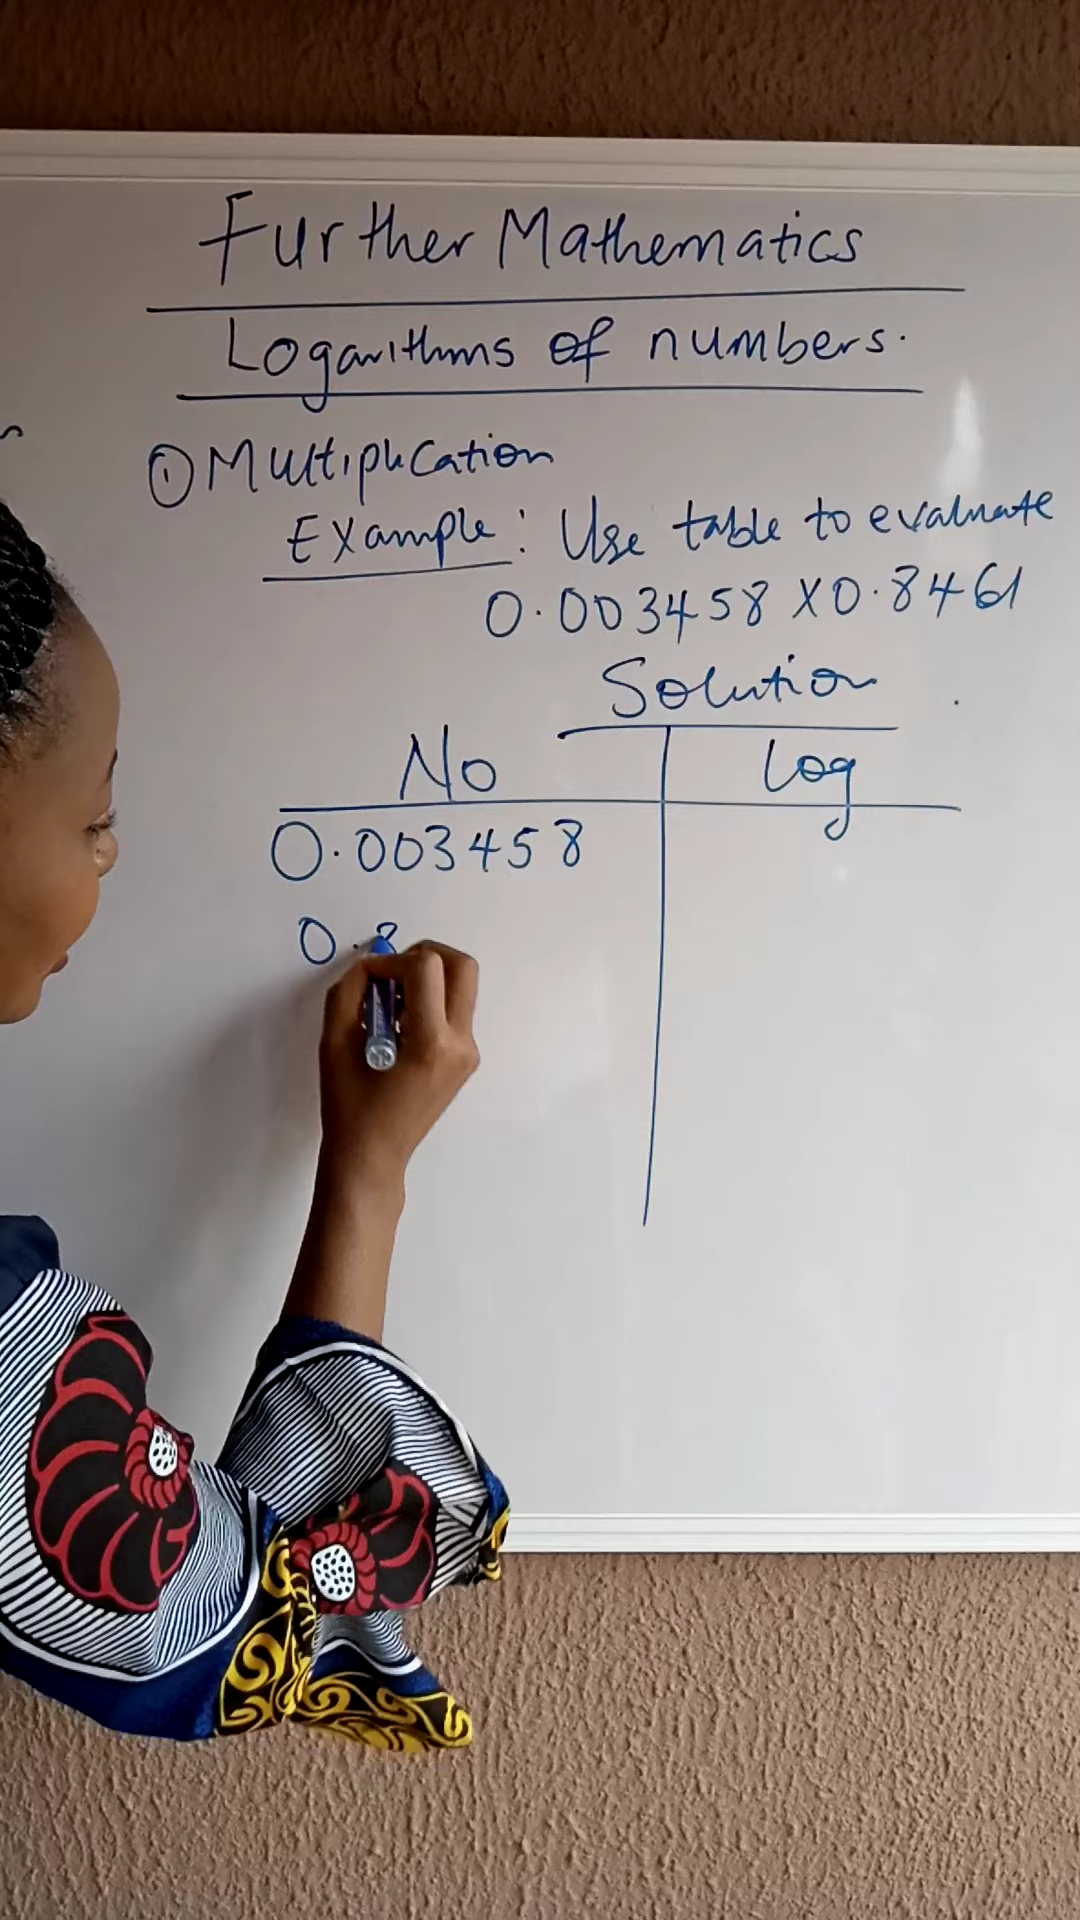 Further Mathematics
Logarithms of numbers.
① Multiplication
Example: Use table to evaluate
0.003458 X 0.8461
Solution
No Log
0.003458
0.8